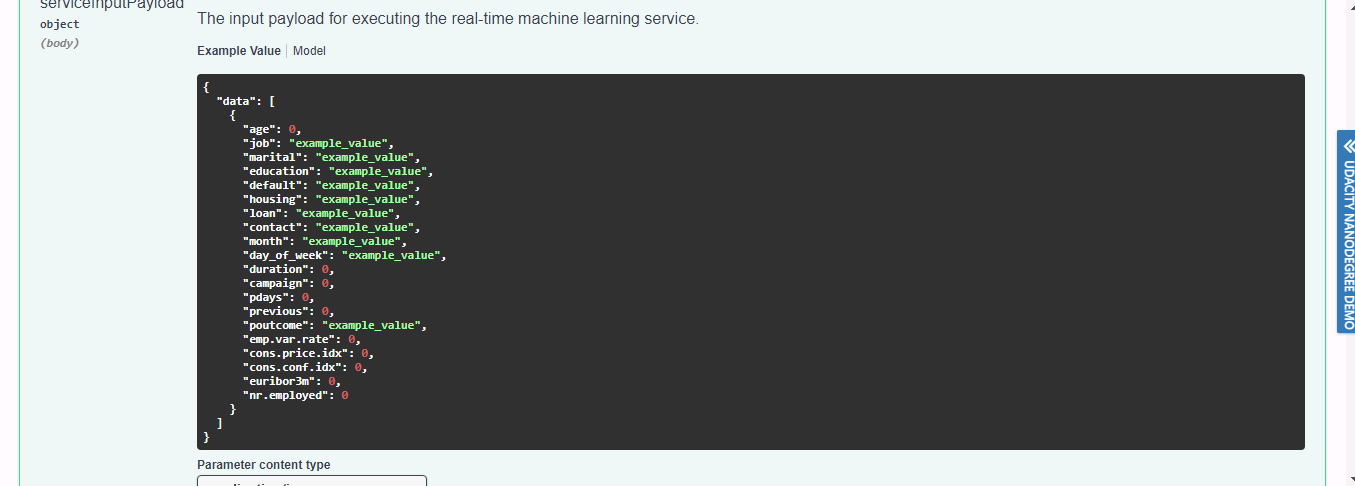 serviceInputPayload
object
(body)
The input payload for executing the real-time machine learning service.
Example Value
Model
{
"data": [
{
"age": 0,
"job": "example_value",
"marital": "example_value",
"education": "example_value",
"default": "example_value",
"housing": "example_value",
"loan": "example_value",
"contact": "example_value",
"month": "example_value",
"day_of_week": "example_value",
"duration": 0,
"campaign": 0,
"pdays": 0,
"previous": 0,
"poutcome": "example_value",
"emp.var.rate": 0,
"cons.price.idx": 0,
"cons.conf.idx": 0,
"euribor3m": 0,
"nr.employed": 0
}
]
}
Parameter content type
UDACITY NANODEGREE DEMO